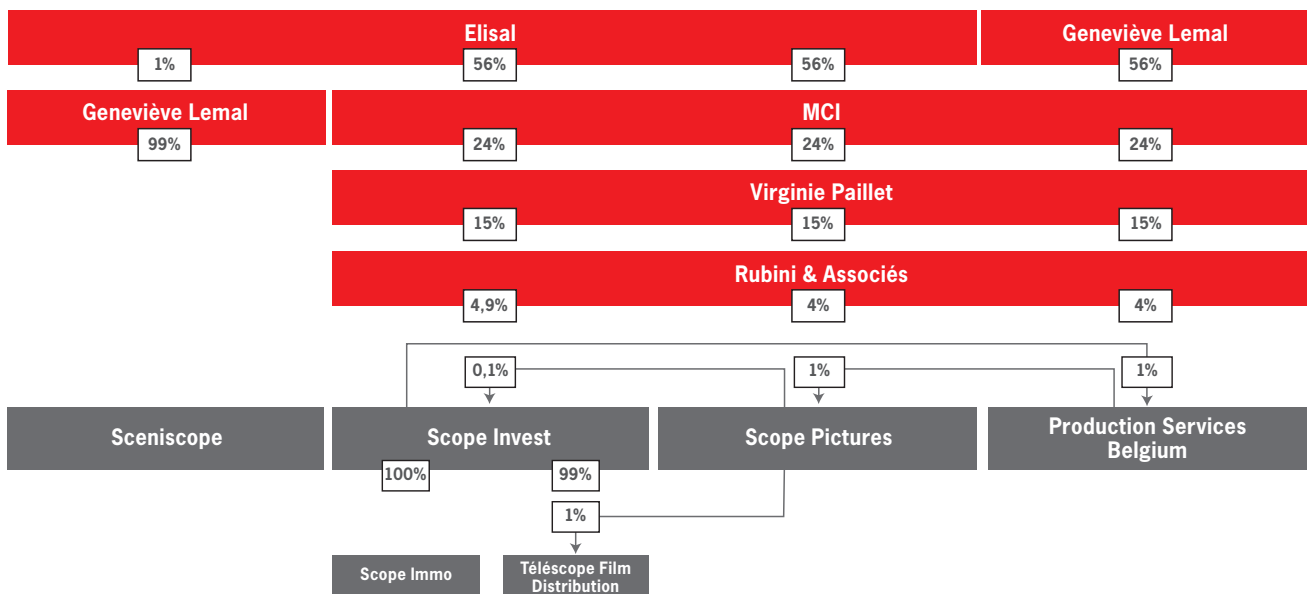 Elisal
Geneviève Lemal
1%
56%
56%
56%
Geneviève Lemal
MCI
99%
24%
24%
24%
Virginie Paillet
15%
15%
15%
Rubini & Associés
4,9%
4%
4%
0,1%
1%
1%
Sceniscope
Scope Invest
Scope Pictures
Production Services
Belgium
100%
99%
1%
Scope Immo
Téléscope Film
Distribution